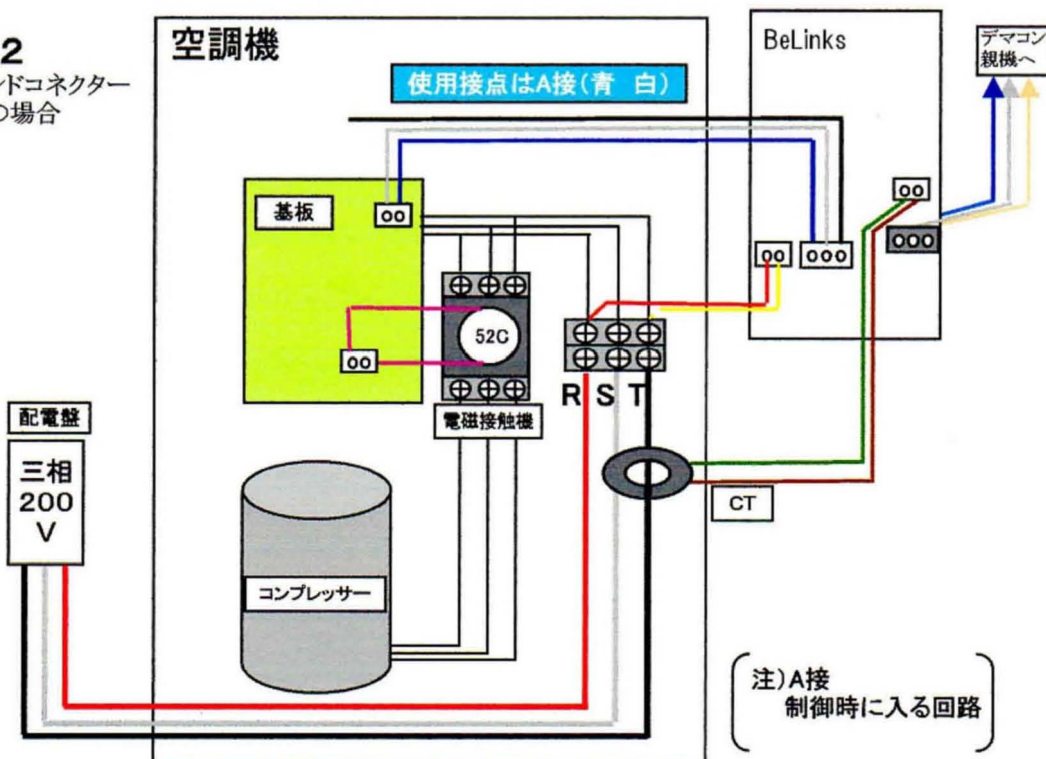 2
ンドコネクター
の場合
空調機
使用接点はA接(青 白)
BeLinks
デマコン
親機へ
基板
52C
R S T
電磁接触機
配電盤
三相
200
V
CT
コンプレッサー
注)A接
制御時に入る回路